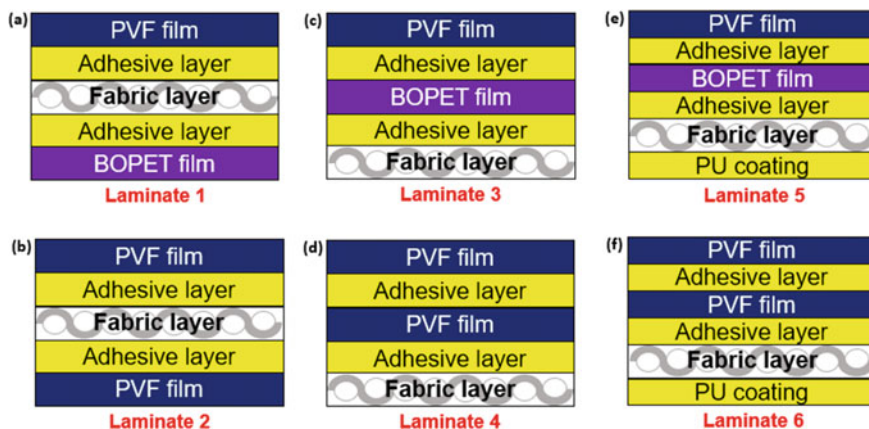 (a)
PVF film
Adhesive layer
Fabric layer
Adhesive layer
BOPET film
Laminate 1
(c)
PVF film
Adhesive layer
BOPET film
Adhesive layer
Fabric layer
Laminate 3
(e)
PVF film
Adhesive layer
BOPET film
Adhesive layer
Fabric layer
PU coating
Laminate 5
(b)
PVF film
Adhesive layer
Fabric layer
Adhesive layer
PVF film
Laminate 2
(d)
PVF film
Adhesive layer
PVF film
Adhesive layer
Fabric layer
Laminate 4
(f)
PVF film
Adhesive layer
PVF film
Adhesive layer
Fabric layer
PU coating
Laminate 6